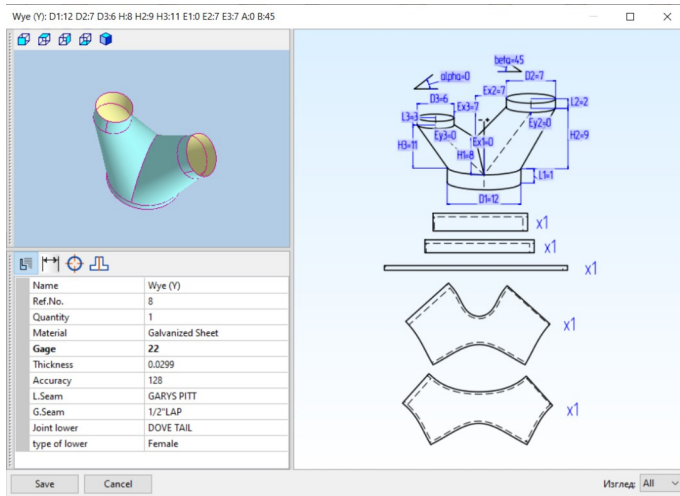 Wye (Y): D1:12 D2:7 D3:6 H:8 H2:9 H3:11 E1:0 E2:7 E3:7 A:0 B:45
beta=45
alpha=0
D2=7
D3=6
Ex2=7
Ex3=7
L2=2
L3=3
Ey3=0
Ey2=0
Ex1=0
H2=9
H3=11
H1=8
L1=1
D1=12
x1
x1
x1
x1
x1
Name Wye (Y)
Ref.No. 8
Quantity 1
Material Galvanized Sheet
Gage 22
Thickness 0.0299
Accuracy 128
L.Seam GARYS PITT
G.Seam 1/2"LAP
Joint lower DOVE TAIL
type of lower Female
Save Cancel
Изглед: All